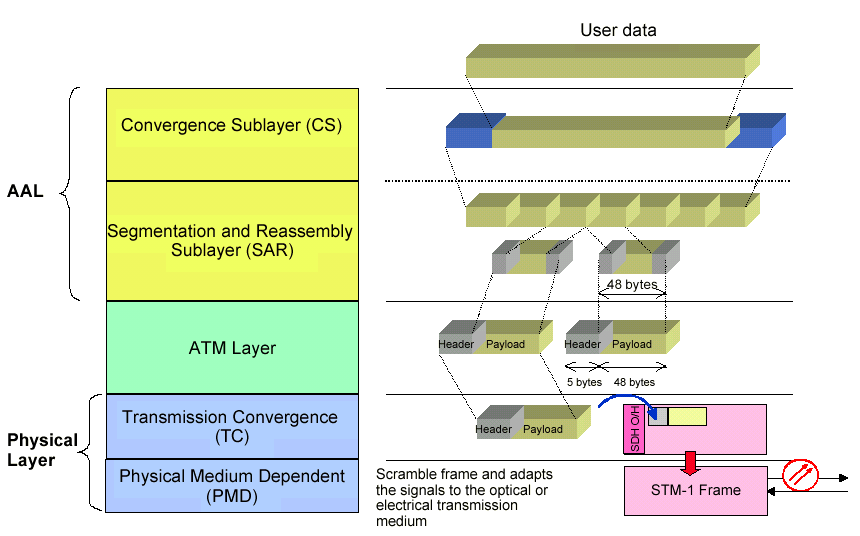 User data
Convergence Sublayer (CS)
AAL
Segmentation and Reassembly
Sublayer (SAR)
48 bytes
ATM Layer
Header Payload
Header Payload
5 bytes 48 bytes
Transmission Convergence
(TC)
Header Payload
SDH O/H
Physical
Layer
Physical Medium Dependent
(PMD)
Scramble frame and adapts
the signals to the optical or
electrical transmission
medium
STM-1 Frame